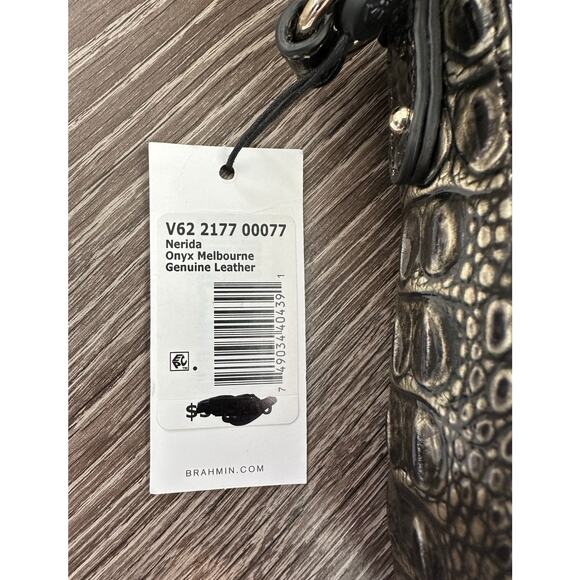 V62 2177 00077
Nerida
Onyx Melbourne
Genuine Leather
7 49034 40439 1
$
BRAHMIN.COM